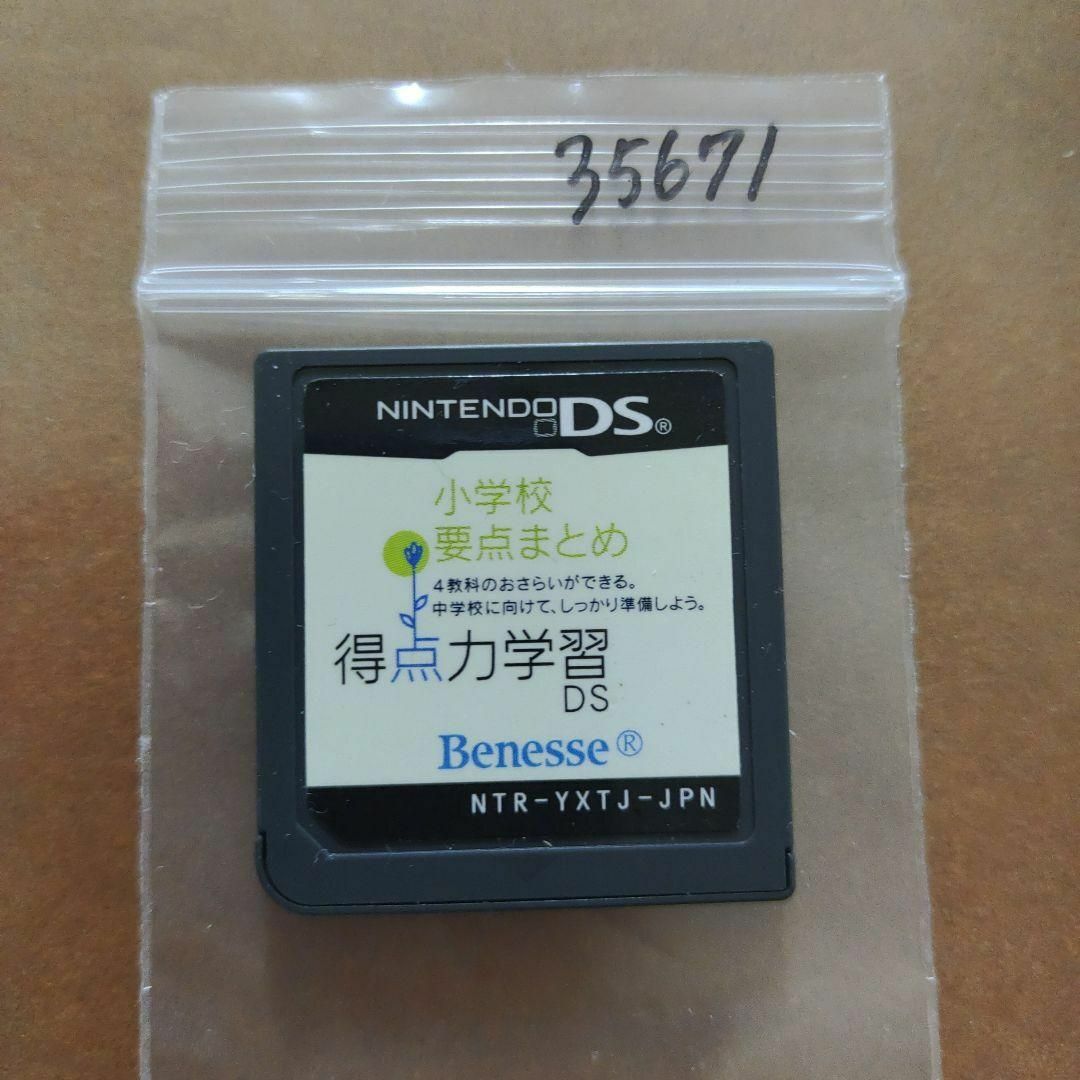 35671
NINTENDO DS®
小学校
要点まとめ
4教科のおさらいができる。
中学校に向けて、しっかり準備しよう。
得点力学習
DS
Benesse®
NTR-YXTJ-JPN